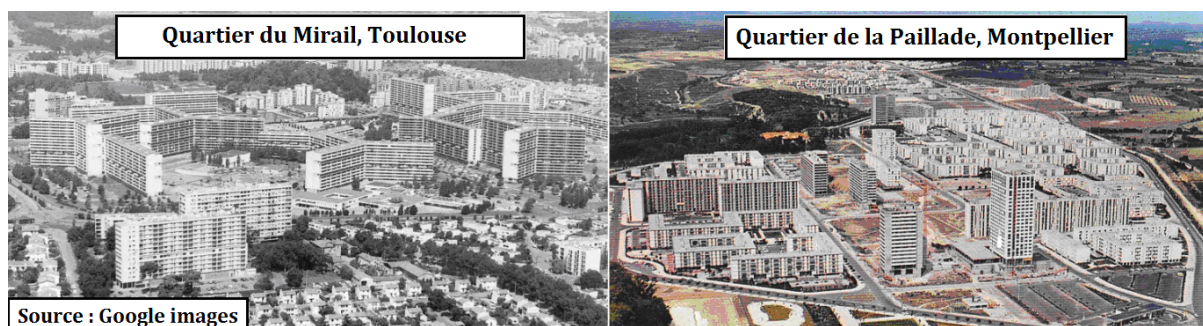 Quartier du Mirail, Toulouse
Quartier de la Paillade, Montpellier
Source : Google images